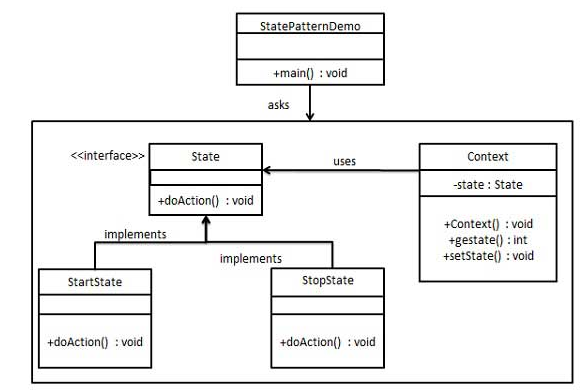 StatePatternDemo
+main() : void
asks
<<interface>>
State
+doAction() : void
uses
Context
-state : State
+Context() : void
+gestate() : int
+setState() : void
implements
implements
StartState
+doAction() : void
StopState
+doAction() : void